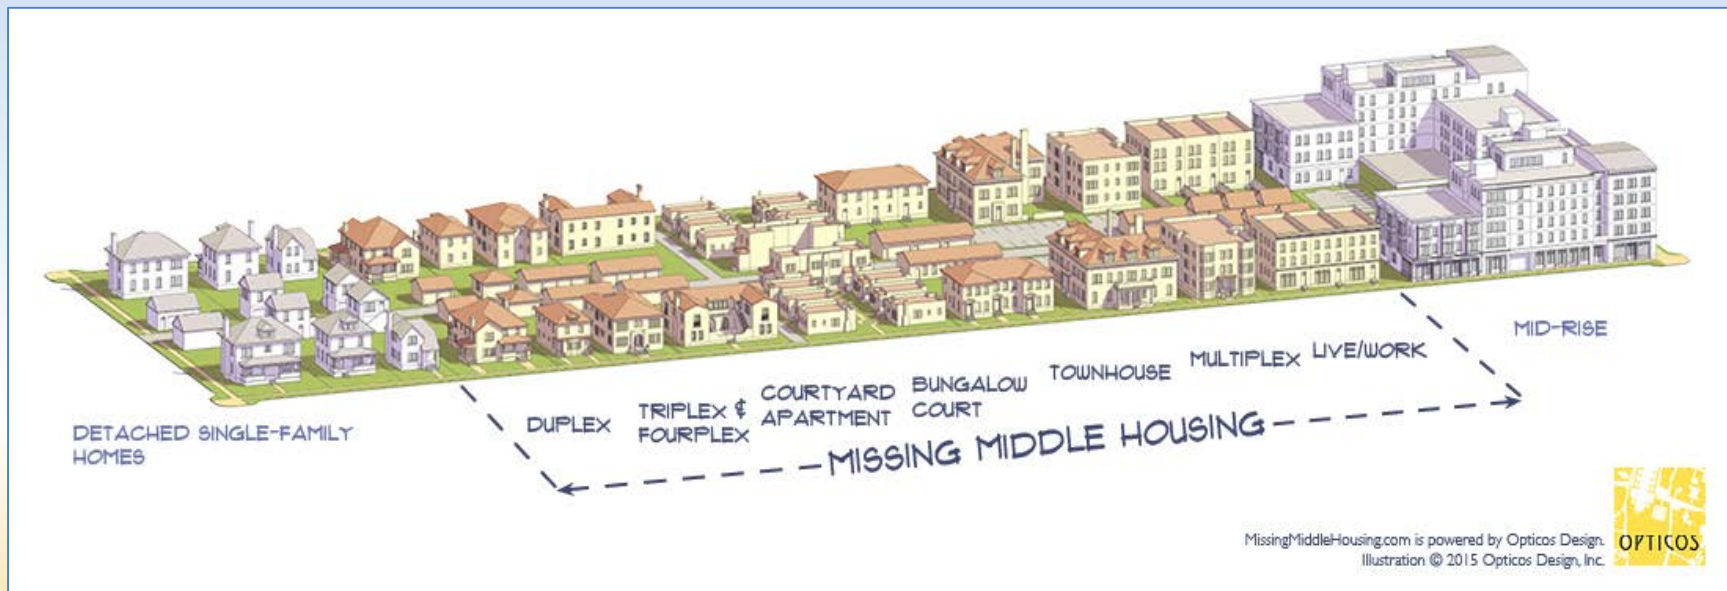 DETACHED SINGLE-FAMILY
HOMES
DUPLEX
TRIPLEX &
FOURPLEX
COURTYARD
APARTMENT
BUNGALOW
COURT
TOWNHOUSE
MULTIPLEX
LIVE/WORK
MID-RISE
MISSING MIDDLE HOUSING
MissingMiddleHousing.com is powered by Opticos Design.
Illustration © 2015 Opticos Design, Inc.
OPTICOS